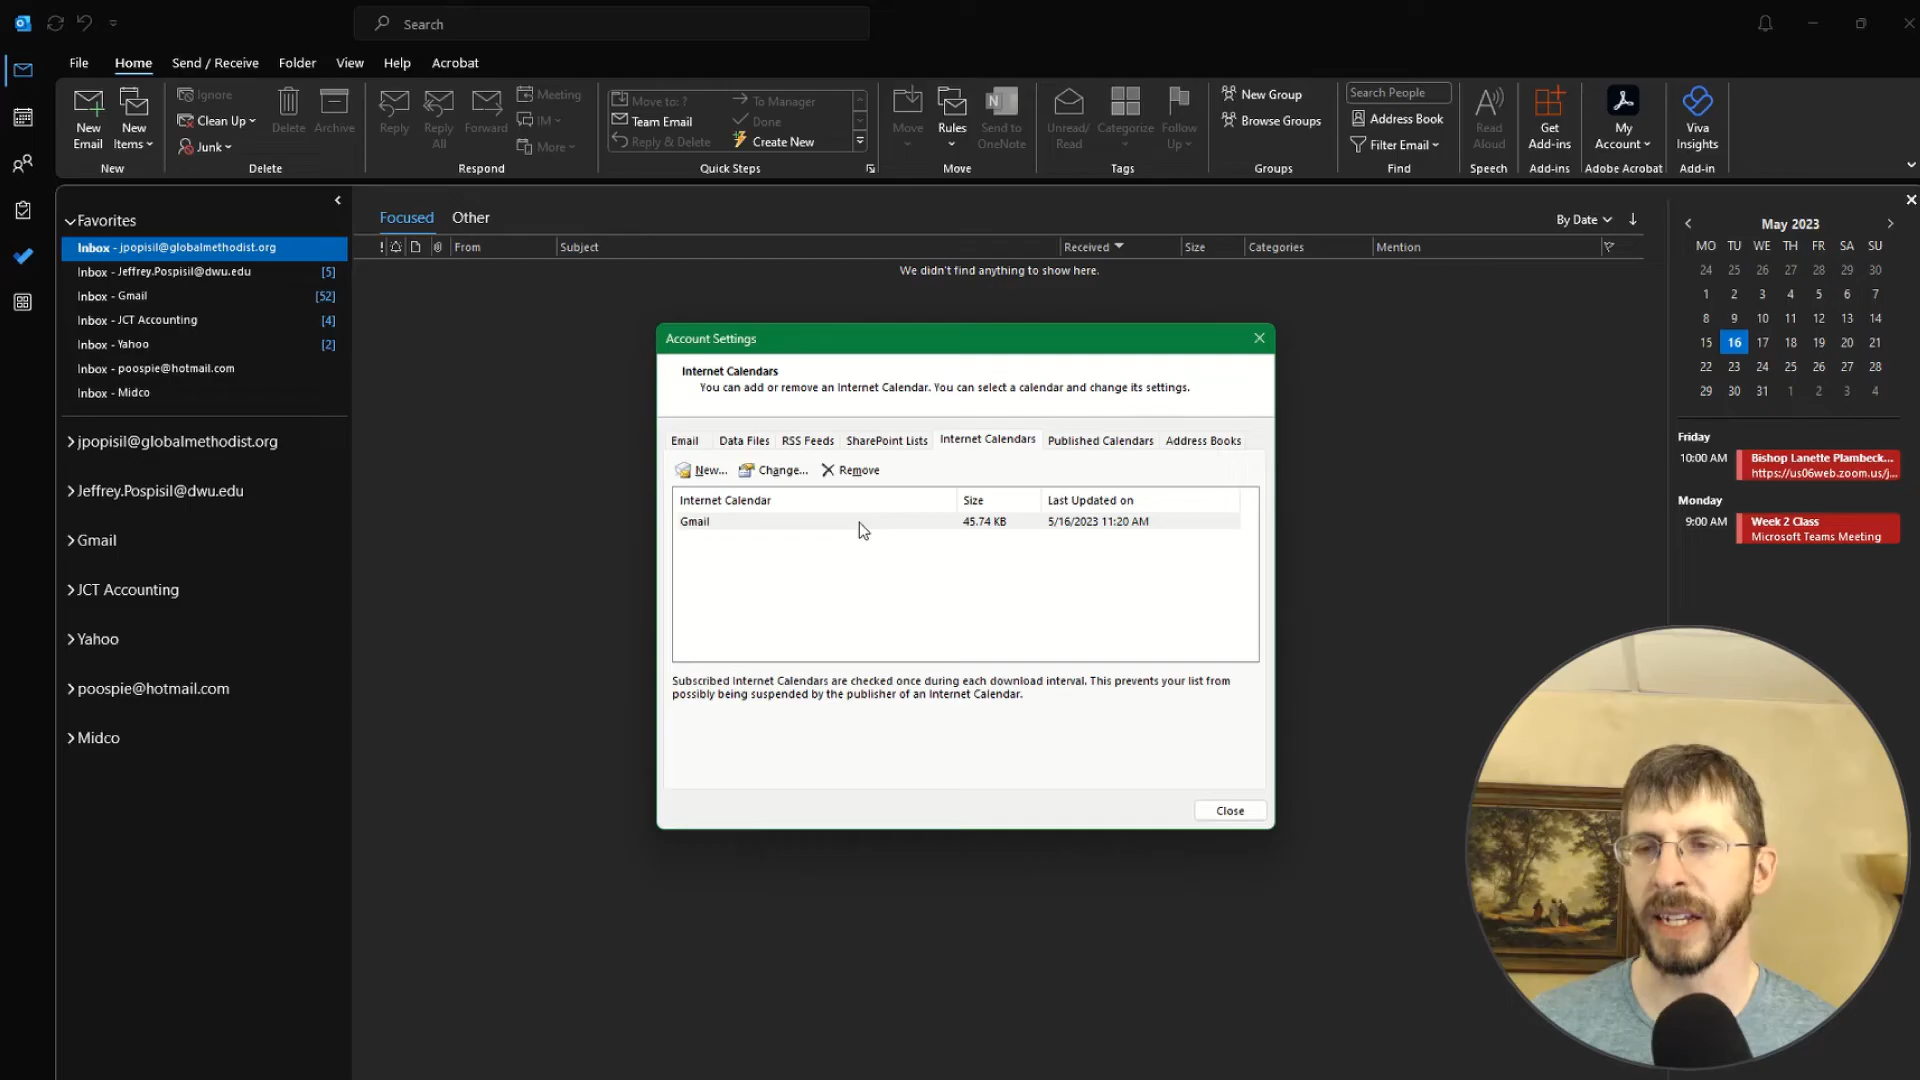 Search
File Home Send / Receive Folder View Help Acrobat
New Email
New Items
New
Ignore
Clean Up
Junk
Delete
Archive
Delete
Reply
Reply All
Forward
Meeting
IM
More
Respond
Move to: ?
Team Email
Reply & Delete
To Manager
Done
Create New
Quick Steps
Move
Rules
Send to OneNote
Move
Unread/ Read
Categorize
Follow Up
Tags
New Group
Browse Groups
Groups
Search People
Address Book
Filter Email
Find
Read Aloud
Speech
Get Add-ins
Add-ins
My Account
Adobe Acrobat
Viva Insights
Add-in
Favorites
Inbox - jpopisil@globalmethodist.org
Inbox - Jeffrey.Pospisil@dwu.edu [5]
Inbox - Gmail [52]
Inbox - JCT Accounting [4]
Inbox - Yahoo [2]
Inbox - poospie@hotmail.com
Inbox - Midco
jpopisil@globalmethodist.org
Jeffrey.Pospisil@dwu.edu
Gmail
JCT Accounting
Yahoo
poospie@hotmail.com
Midco
Focused Other
By Date
From Subject Received Size Categories Mention
We didn't find anything to show here.
Account Settings
Internet Calendars
You can add or remove an Internet Calendar. You can select a calendar and change its settings.
Email Data Files RSS Feeds SharePoint Lists Internet Calendars Published Calendars Address Books
New... Change... Remove
Internet Calendar Size Last Updated on
Gmail 45.74 KB 5/16/2023 11:20 AM
Subscribed Internet Calendars are checked once during each download interval. This prevents your list from
possibly being suspended by the publisher of an Internet Calendar.
Close
May 2023
MO TU WE TH FR SA SU
24 25 26 27 28 29 30
1 2 3 4 5 6 7
8 9 10 11 12 13 14
15 16 17 18 19 20 21
22 23 24 25 26 27 28
29 30 31 1 2 3 4
Friday
10:00 AM Bishop Lanette Plambeck...
https://us06web.zoom.us/j...
Monday
9:00 AM Week 2 Class
Microsoft Teams Meeting